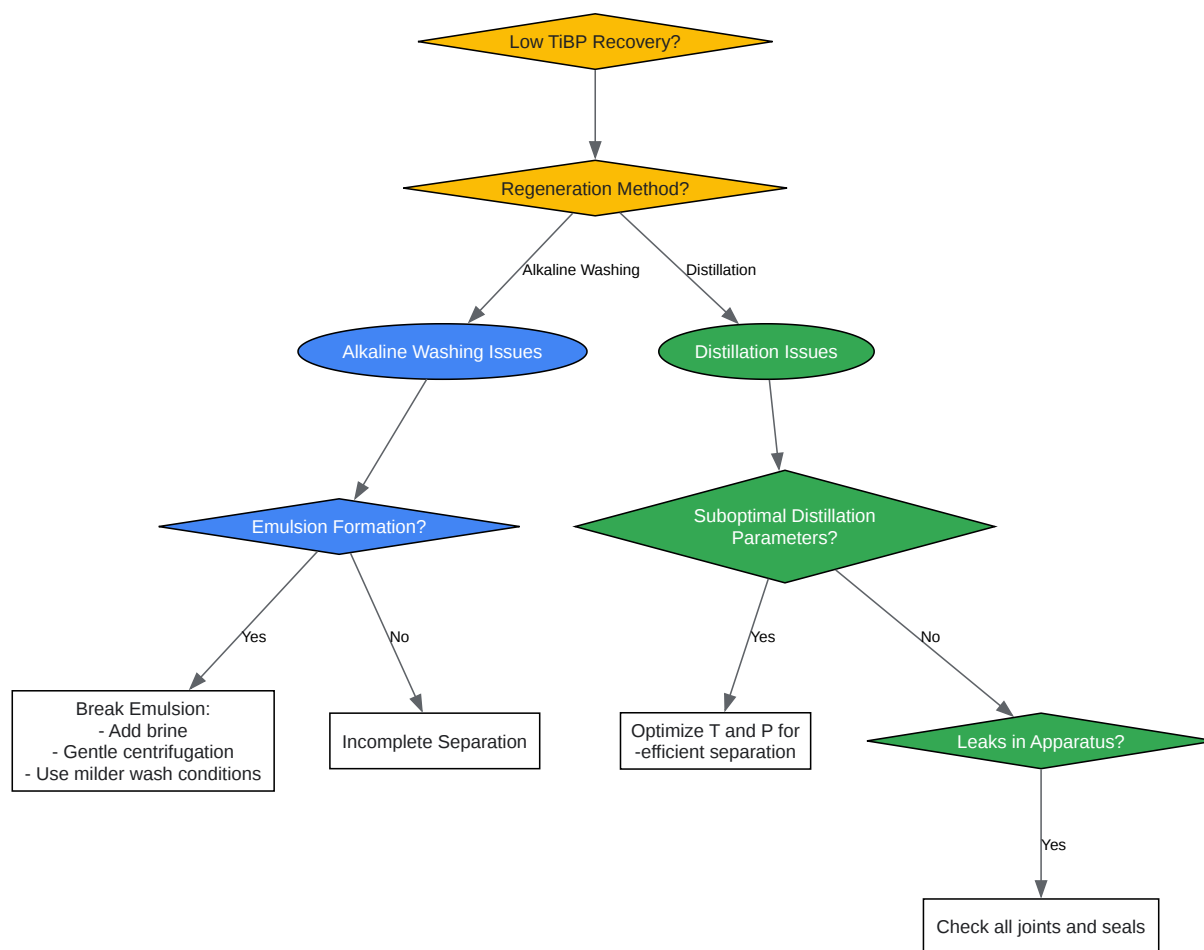 Low TiBP Recovery?
Regeneration Method?
Alkaline Washing
Distillation
Alkaline Washing Issues
Distillation Issues
Emulsion Formation?
Suboptimal Distillation
Parameters?
Yes
No
Yes
No
Break Emulsion:
- Add brine
- Gentle centrifugation
- Use milder wash conditions
Incomplete Separation
Optimize T and P for
-efficient separation
Leaks in Apparatus?
Yes
Check all joints and seals